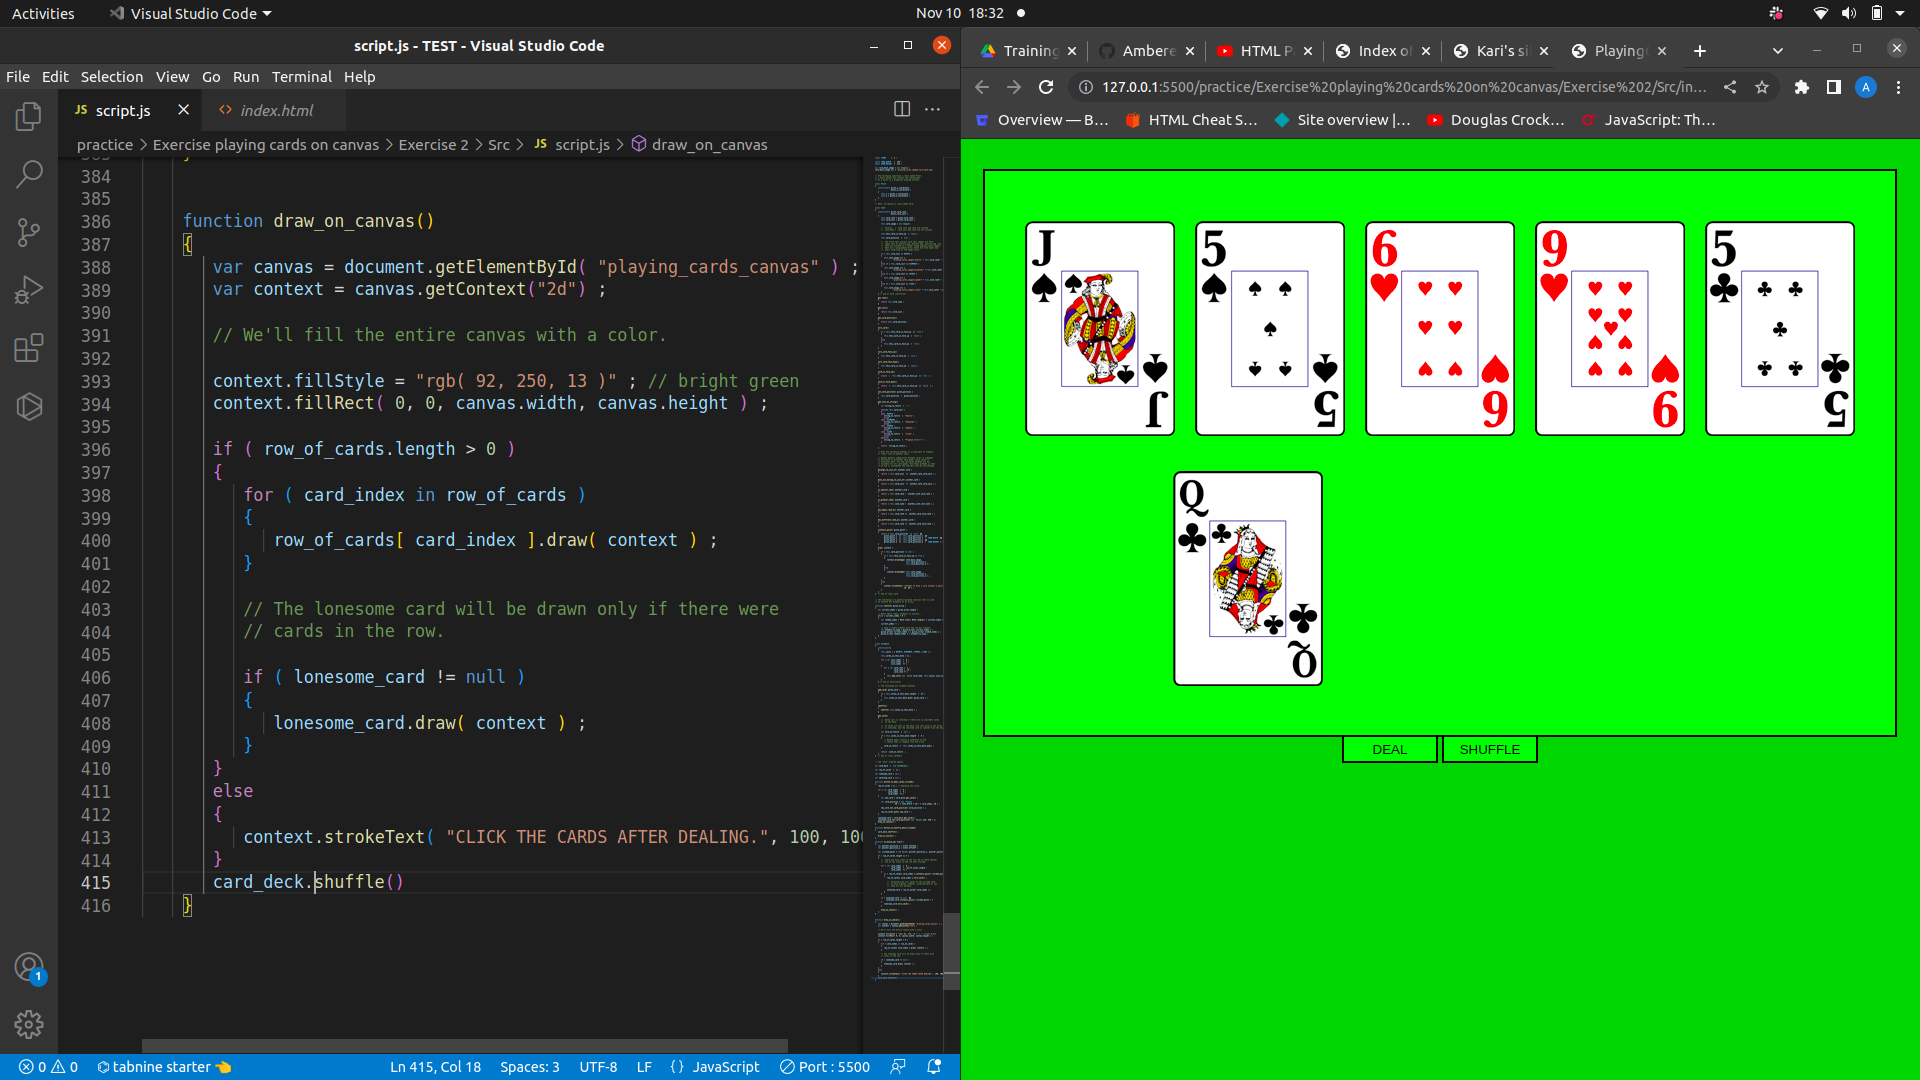 Activities
Visual Studio Code
Nov 10 18:32
script.js - TEST - Visual Studio Code
File Edit Selection View Go Run Terminal Help
JS script.js
<> index.html
practice > Exercise playing cards on canvas > Exercise 2 > Src > JS script.js > draw_on_canvas
384
385
386 function draw_on_canvas()
387 {
388 var canvas = document.getElementById( "playing_cards_canvas" ) ;
389 var context = canvas.getContext("2d") ;
390
391 // We'll fill the entire canvas with a color.
392
393 context.fillStyle = "rgb( 92, 250, 13 )" ; // bright green
394 context.fillRect( 0, 0, canvas.width, canvas.height ) ;
395
396 if ( row_of_cards.length > 0 )
397 {
398 for ( card_index in row_of_cards )
399 {
400 row_of_cards[ card_index ].draw( context ) ;
401 }
402
403 // The lonesome card will be drawn only if there were
404 // cards in the row.
405
406 if ( lonesome_card != null )
407 {
408 lonesome_card.draw( context ) ;
409 }
410 }
411 else
412 {
413 context.strokeText( "CLICK THE CARDS AFTER DEALING.", 100, 100
414 }
415 card_deck.shuffle()
416 }
1
0 0
tabnine starter
Ln 415, Col 18
Spaces: 3
UTF-8
LF
{} JavaScript
Port : 5500
Training
Ambere
HTML P
Index of
Kari's si
Playing
127.0.0.1:5500/practice/Exercise%20playing%20cards%20on%20canvas/Exercise%202/Src/in...
A
Overview — B...
HTML Cheat S...
Site overview |...
Douglas Crock...
JavaScript: Th...
J 5 6 9 5
J 5 6 9 5
Q
Q
DEAL
SHUFFLE